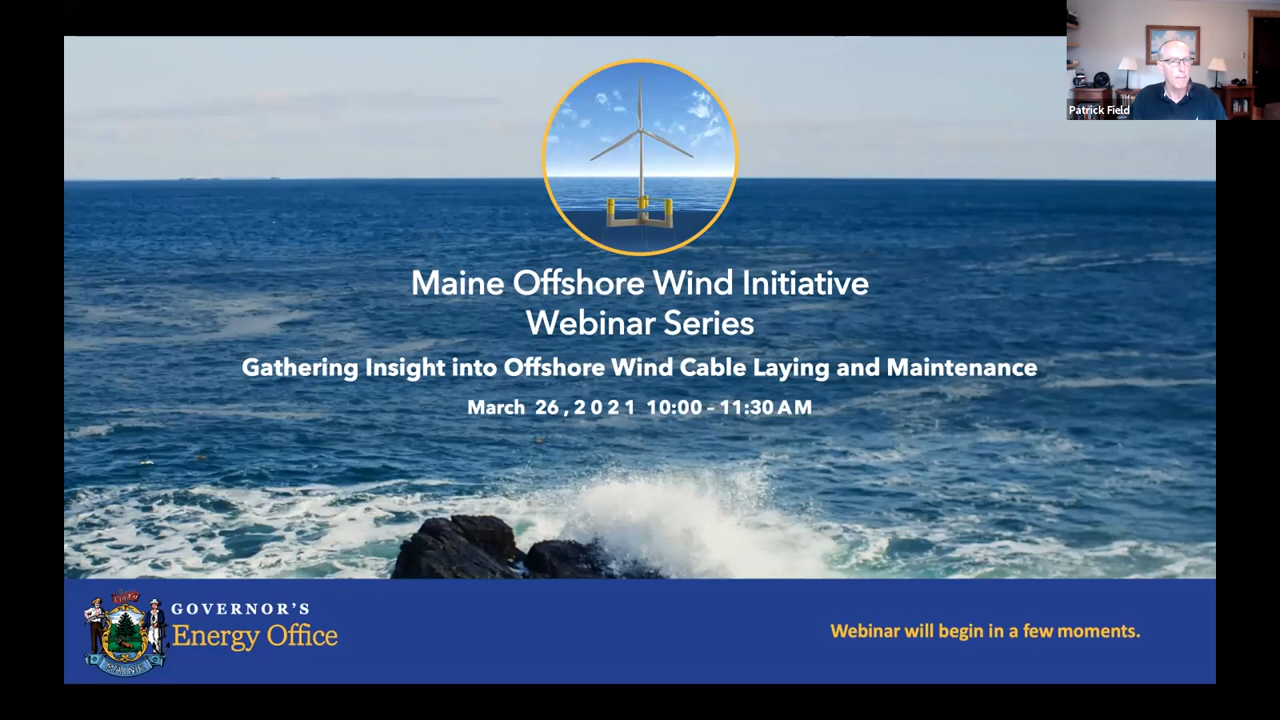 Patrick Field
Maine Offshore Wind Initiative
Webinar Series
Gathering Insight into Offshore Wind Cable Laying and Maintenance
March 26, 2021 10:00 - 11:30 AM
GOVERNOR'S
Energy Office
MAINE
Webinar will begin in a few moments.